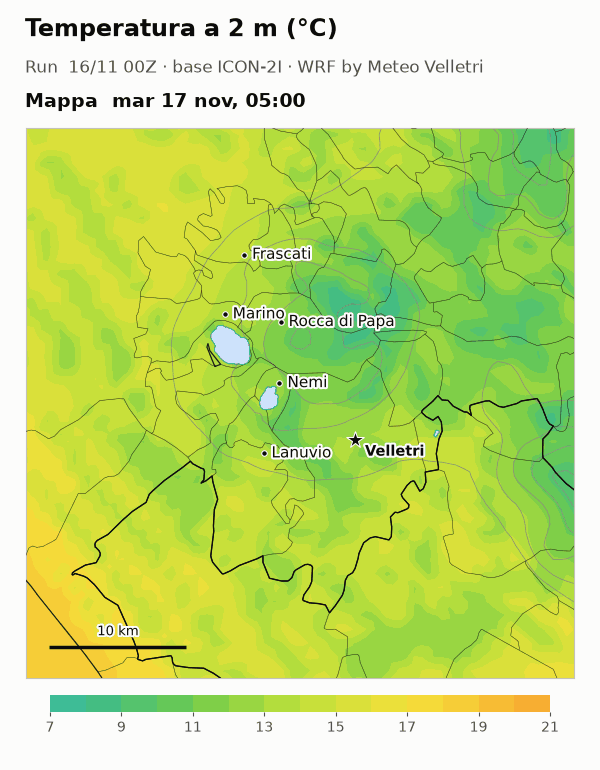 Temperatura a 2 m (°C)
Run  16/11 00Z · base ICON-2I · WRF by Meteo Velletri
Mappa  mar 17 nov, 05:00
Frascati
Marino
Rocca di Papa
Nemi
Velletri
Lanuvio
10 km
7 9 11 13 15 17 19 21